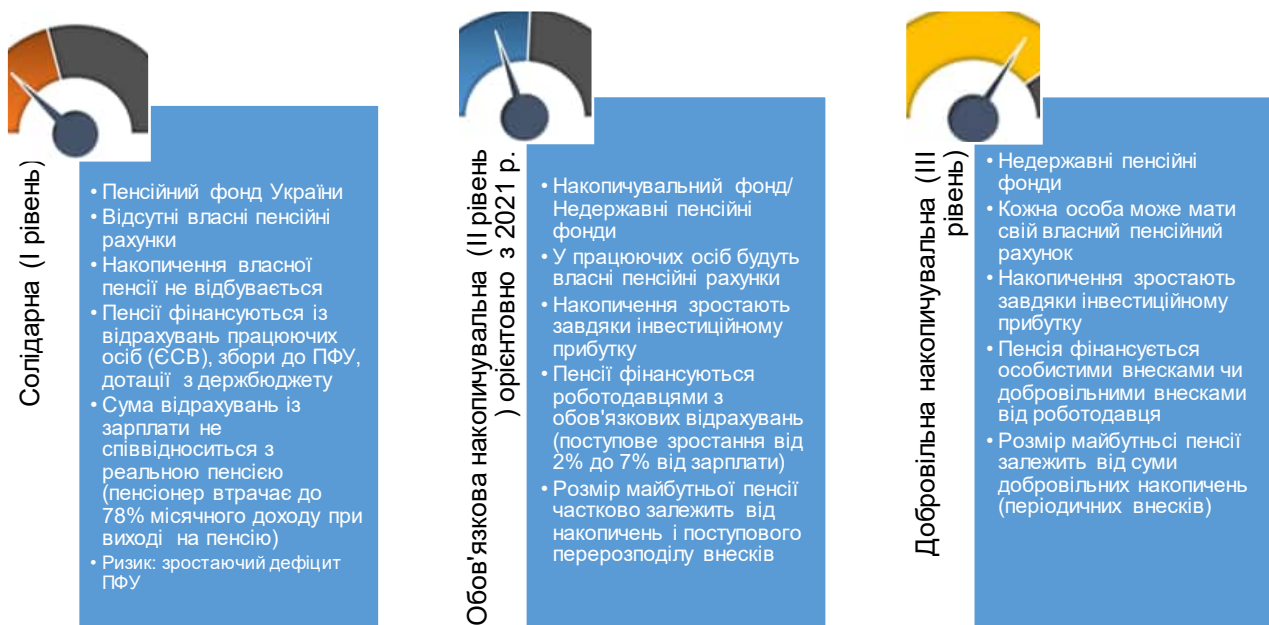 Солідарна (І рівень)
• Пенсійний фонд України
• Відсутні власні пенсійні
рахунки
• Накопичення власної
пенсії не відбувається
• Пенсії фінансуються із
відрахувань працюючих
осіб (ЄСВ), збори до ПФУ,
дотації з держбюджету
• Сума відрахувань із
зарплати не
співвідноситься з
реальною пенсією
(пенсіонер втрачає до
78% місячного доходу при
виході на пенсію)
• Ризик: зростаючий дефіцит
ПФУ
Обов'язкова накопичувальна (ІІ рівень
) орієнтовно з 2021 р.
• Накопичувальний фонд/
Недержавні пенсійні
фонди
• У працюючих осіб будуть
власні пенсійні рахунки
• Накопичення зростають
завдяки інвестиційному
прибутку
• Пенсії фінансуються
роботодавцями з
обов'язкових відрахувань
(поступове зростання від
2% до 7% від зарплати)
• Розмір майбутньої пенсії
частково залежить від
накопичень і поступового
перерозподілу внесків
Добровільна накопичувальна (ІІІ
рівень)
• Недержавні пенсійні
фонди
• Кожна особа може мати
свій власний пенсійний
рахунок
• Накопичення зростають
завдяки інвестиційному
прибутку
• Пенсія фінансується
особистими внесками чи
добровільними внесками
від роботодавця
• Розмір майбутньсі пенсії
залежить від суми
добровільних накопичень
(періодичних внесків)